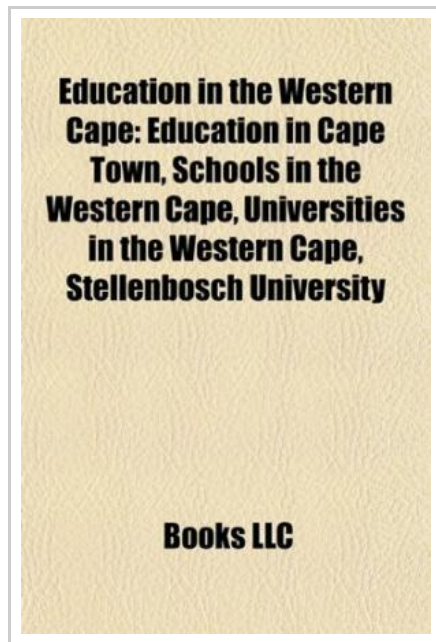 Education in the Western
Cape: Education in Cape
Town, Schools in the
Western Cape, Universities
in the Western Cape,
Stellenbosch University
Books LLC